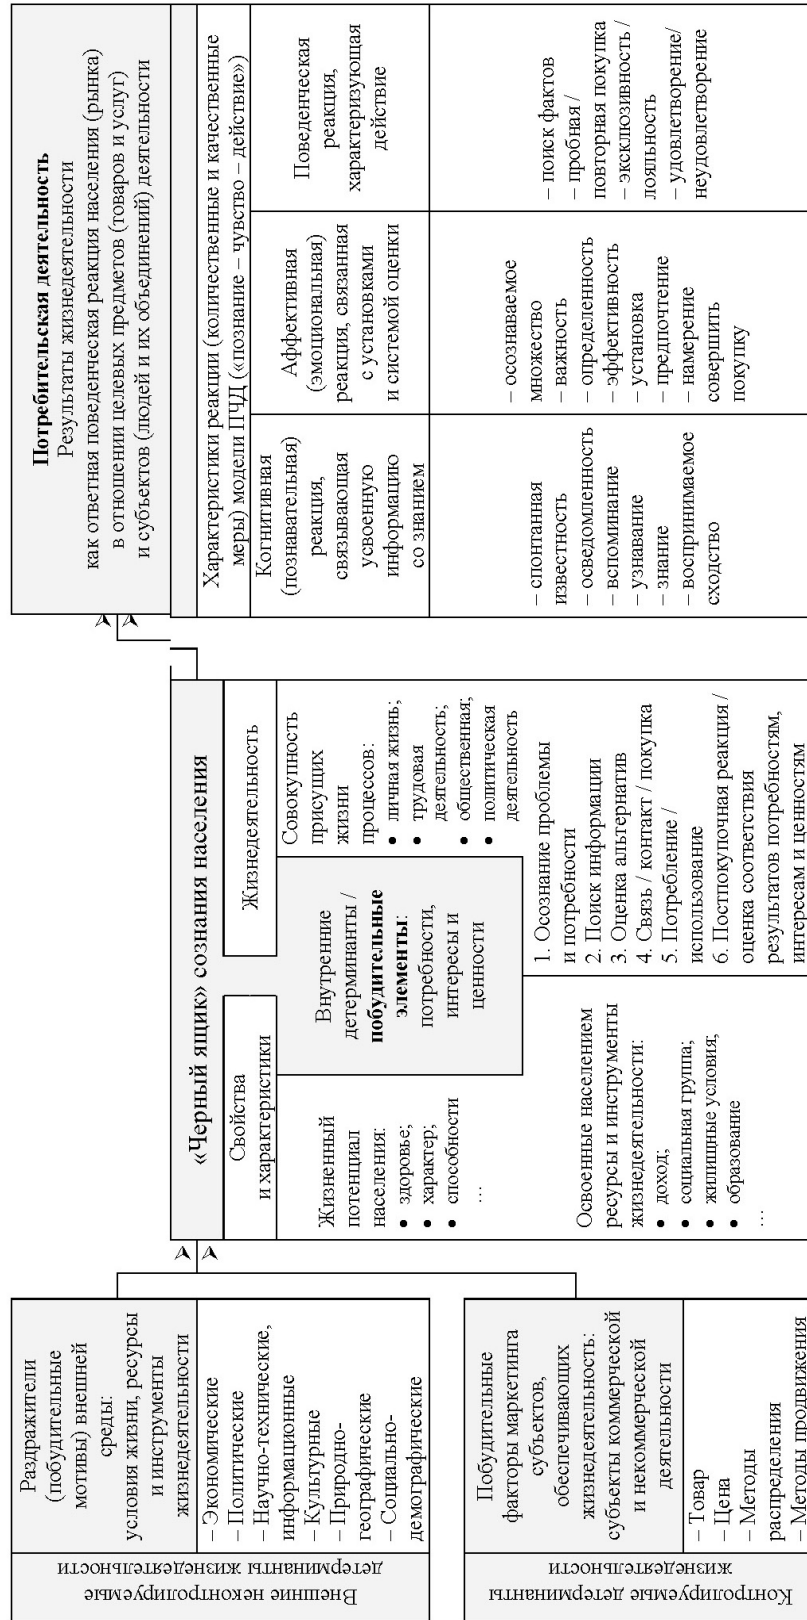 Внешние неконтролируемые
детерминанты жизнедеятельности
Раздражители
(побудительные
мотивы) внешней
среды:
условия жизни, ресурсы
и инструменты
жизнедеятельности
– Экономические
– Политические
– Научно-технические,
информационные
– Культурные
– Природно-
географические
– Социально-
демографические
Контролируемые детерминанты
жизнедеятельности
Побудительные
факторы маркетинга
субъектов,
обеспечивающих
жизнедеятельность:
субъекты коммерческой
и некоммерческой
деятельности
– Товар
– Цена
– Методы
распределения
– Методы продвижения
«Черный ящик» сознания населения
Свойства
и характеристики
Жизнедеятельность
Жизненный
потенциал
населения:
● здоровье;
● характер;
● способности
…
Освоенные населением
ресурсы и инструменты
жизнедеятельности:
● доход;
● социальная группа;
● жилищные условия;
● образование
…
Внутренние
детерминанты /
побудительные
элементы:
потребности,
интересы и
ценности
Совокупность
присущих жизни
процессов:
● личная жизнь;
● трудовая
деятельность;
● общественная;
● политическая
деятельность
1. Осознание проблемы
и потребности
2. Поиск информации
3. Оценка альтернатив
4. Связь / контакт / покупка
5. Потребление /
использование
6. Постпокупочная реакция /
оценка соответствия
результатов потребностям,
интересам и ценностям
Потребительская деятельность
Результаты жизнедеятельности
как ответная поведенческая реакция населения (рынка)
в отношении целевых предметов (товаров и услуг)
и субъектов (людей и их объединений) деятельности
Характеристики реакции (количественные и качественные
меры) модели ПЧД («познание – чувство – действие»)
Когнитивная
(познавательная)
реакция,
связывающая
усвоенную
информацию
со знанием
Аффективная
(эмоциональная)
реакция, связанная
с установками
и системой оценки
Поведенческая
реакция,
характеризующая
действие
– спонтанная
известность
– осведомленность
– вспоминание
– узнавание
– знание
– воспринимаемое
сходство
– осознаваемое
множество
– важность
– определенность
– эффективность
– установка
– предпочтение
– намерение
совершить
покупку
– поиск фактов
– пробная /
повторная покупка
– эксклюзивность /
лояльность
– удовлетворение/
неудовлетворение